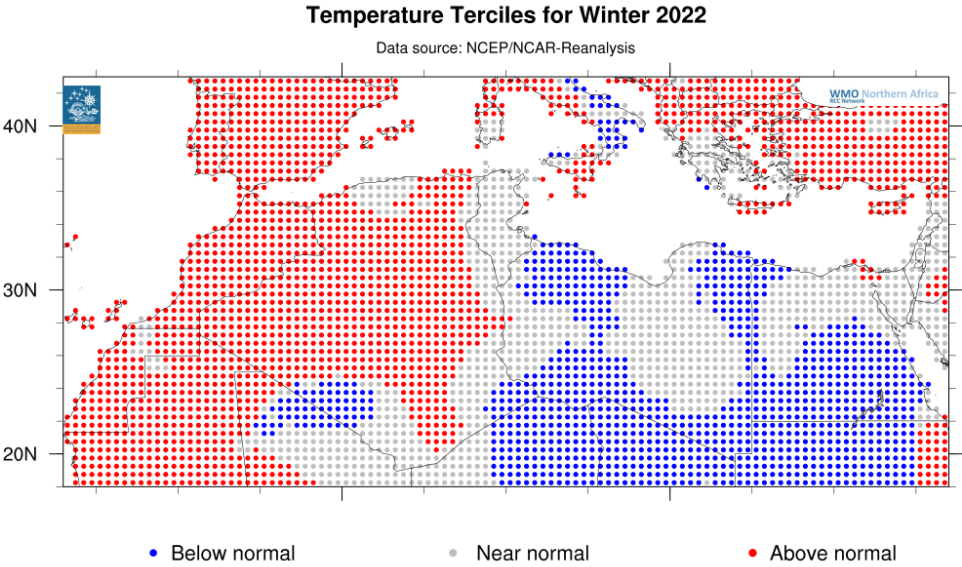 Temperature Terciles for Winter 2022
Data source: NCEP/NCAR-Reanalysis
WMO Northern Africa
RCC Network
40N
30N
20N
Below normal
Near normal
Above normal